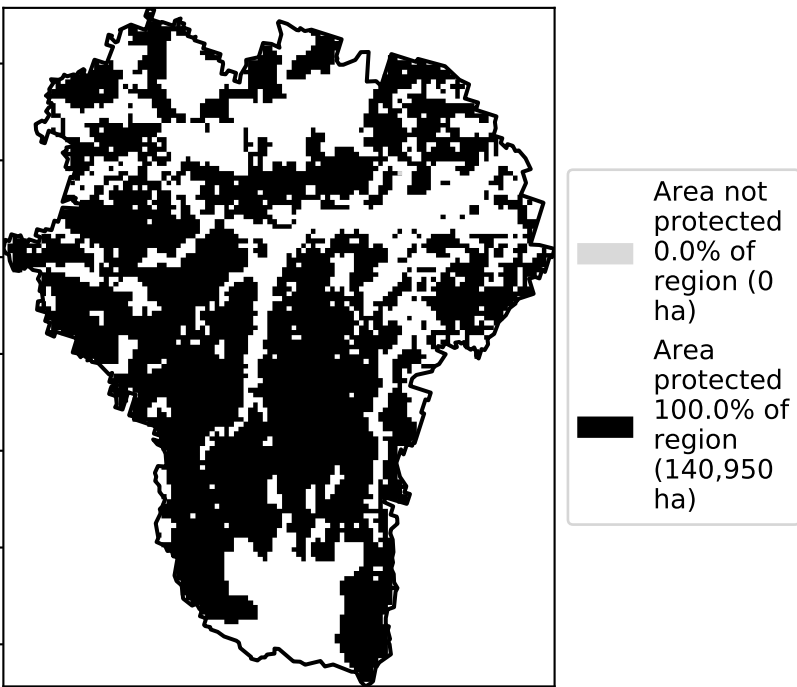 Area not
protected
0.0% of
region (0
ha)
Area
protected
100.0% of
region
(140,950
ha)